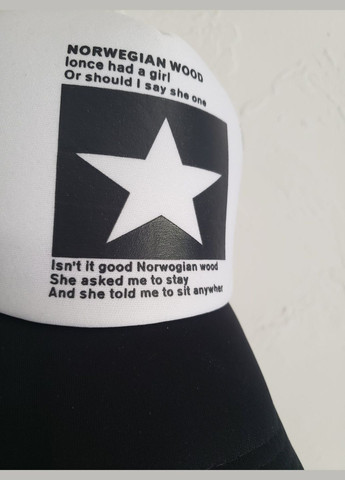 NORWEGIAN WOOD
Ionce had a girl
Or should I say she one
Isn't it good Norwogian wood
She asked me to stay
And she told me to sit anywher